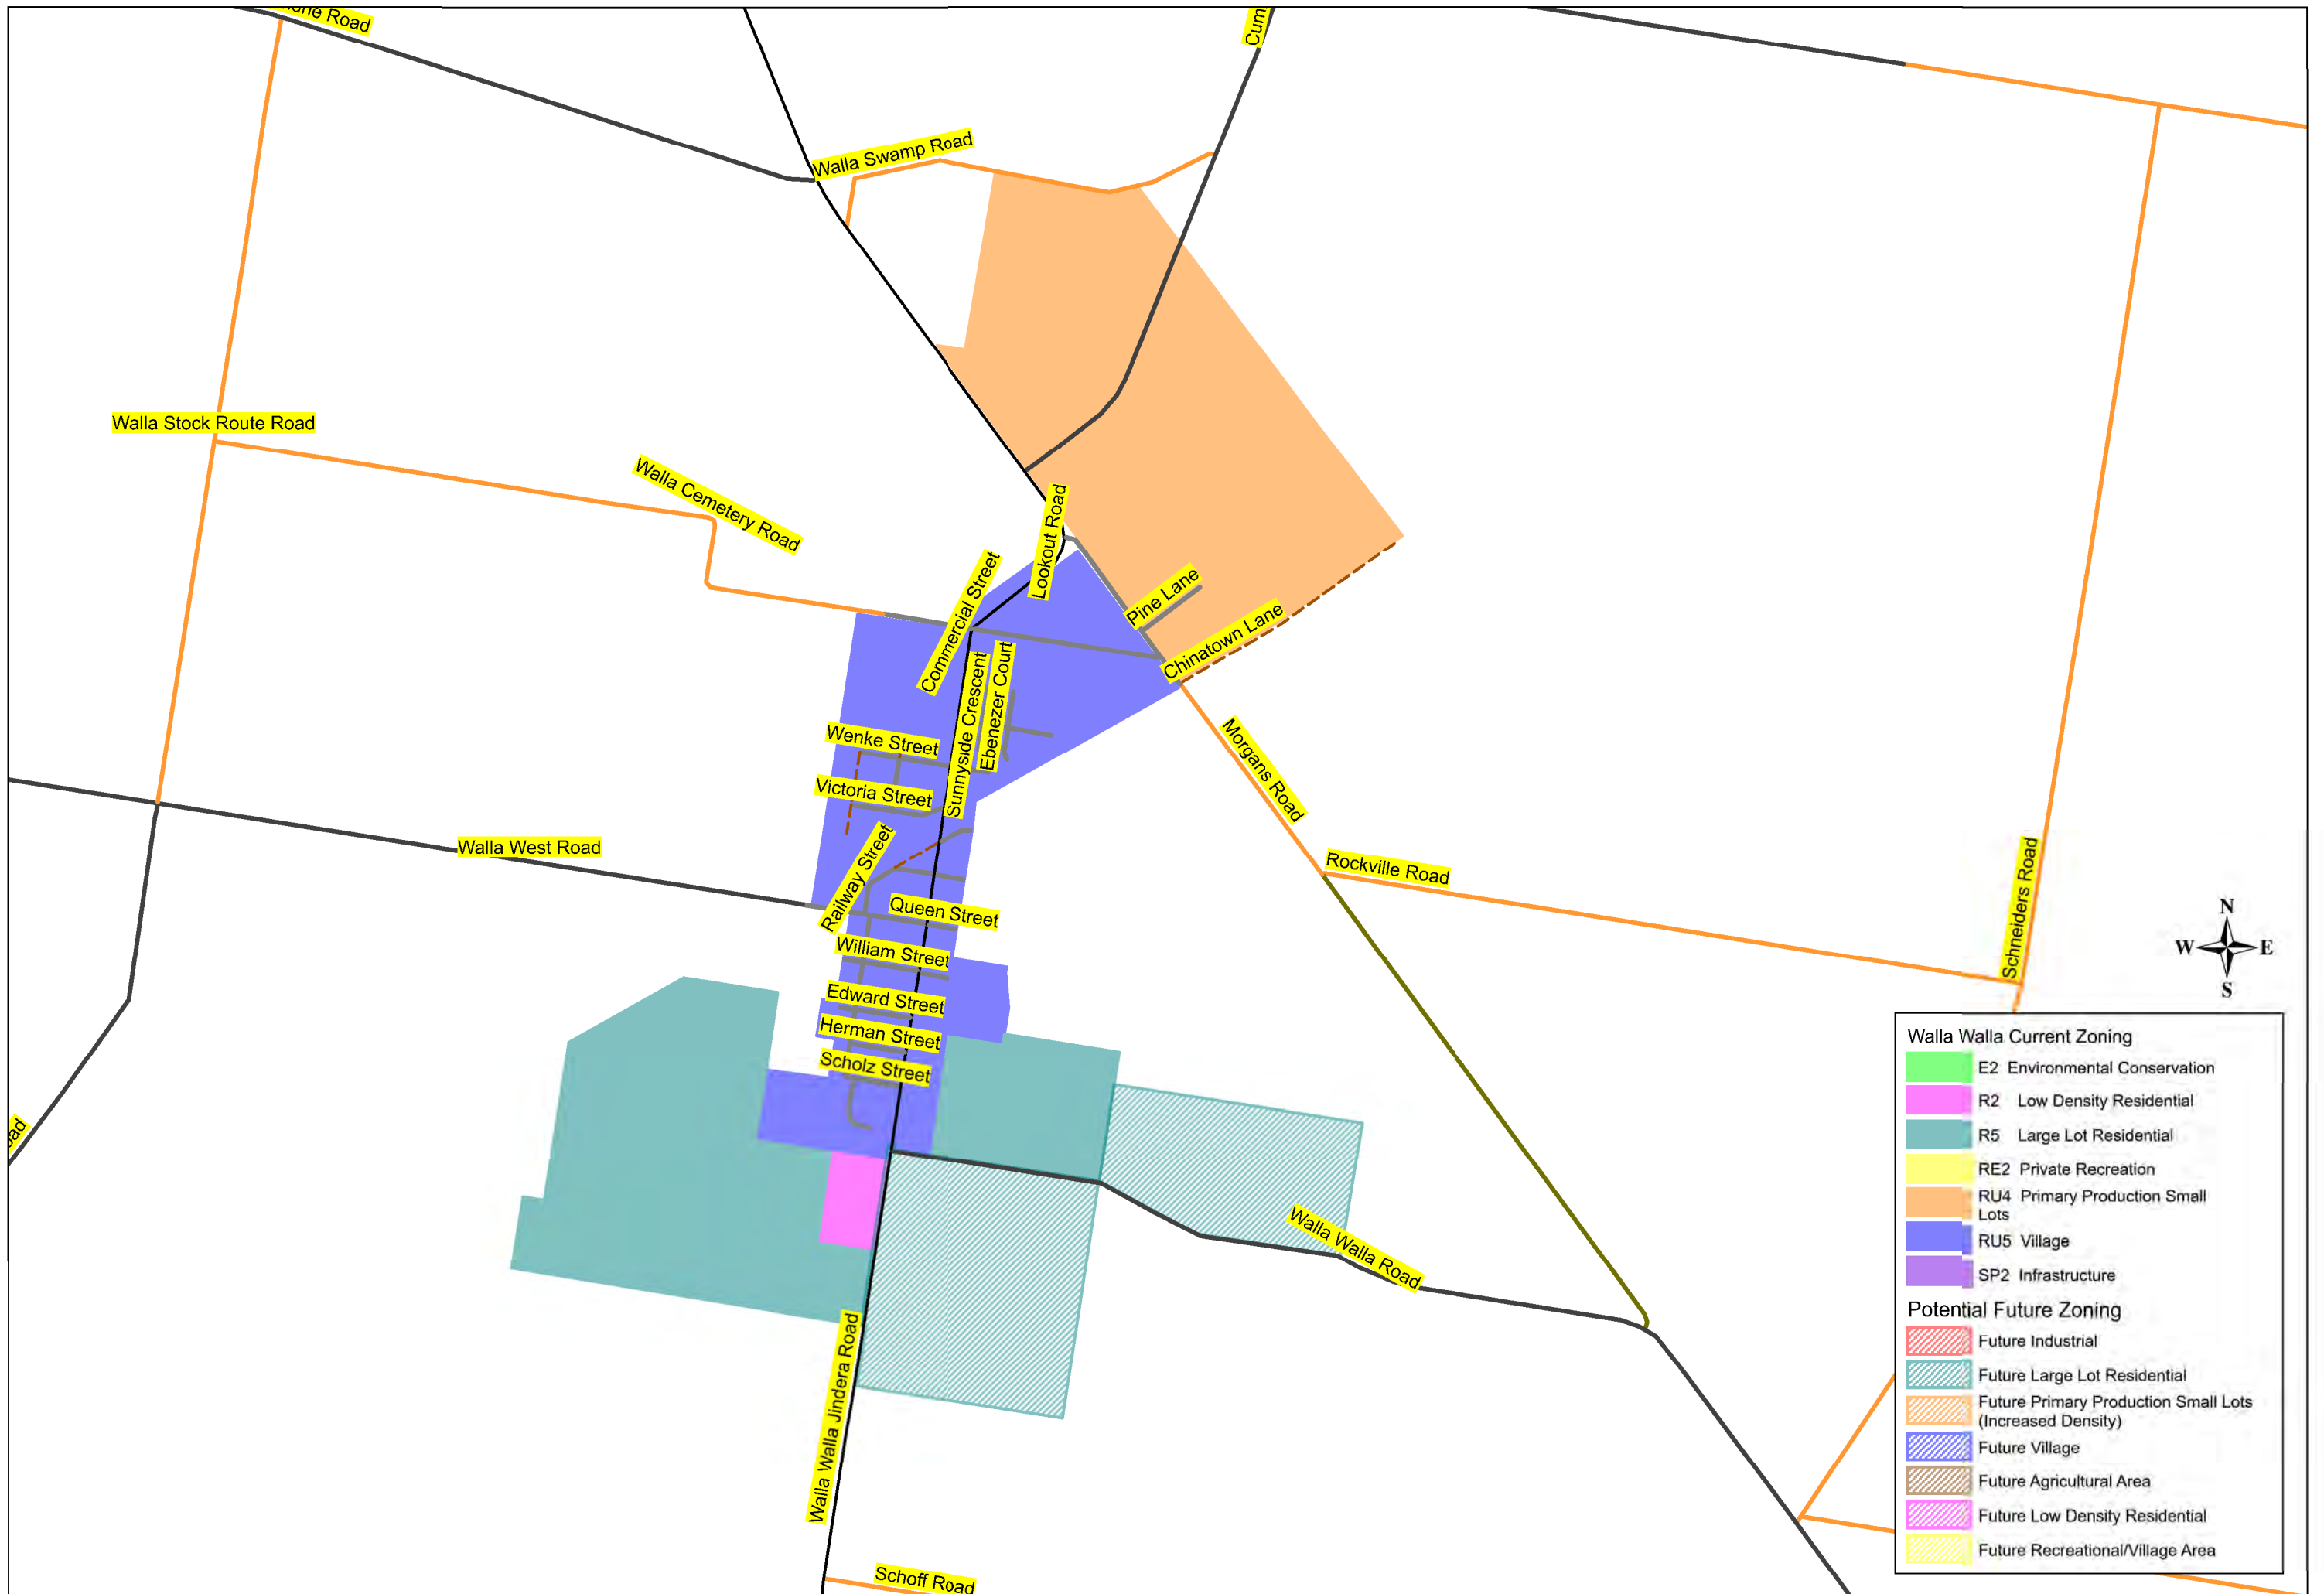 Cum
Walla Swamp Road
Walla Stock Route Road
Walla Cemetery Road
Lookout Road
Commercial Street
Pine Lane
Chinatown Lane
Sunnyside Crescent
Ebenezer Court
Wenke Street
Morgans Road
Victoria Street
Railway Street
Walla West Road
Rockville Road
Schneiders Road
Queen Street
William Street
Edward Street
Herman Street
Scholz Street
Walla Walla Road
Walla Walla Jindera Road
Schoff Road
N
W E
S
Walla Walla Current Zoning
E2 Environmental Conservation
R2 Low Density Residential
R5 Large Lot Residential
RE2 Private Recreation
RU4 Primary Production Small
Lots
RU5 Village
SP2 Infrastructure
Potential Future Zoning
Future Industrial
Future Large Lot Residential
Future Primary Production Small Lots
(Increased Density)
Future Village
Future Agricultural Area
Future Low Density Residential
Future Recreational/Village Area